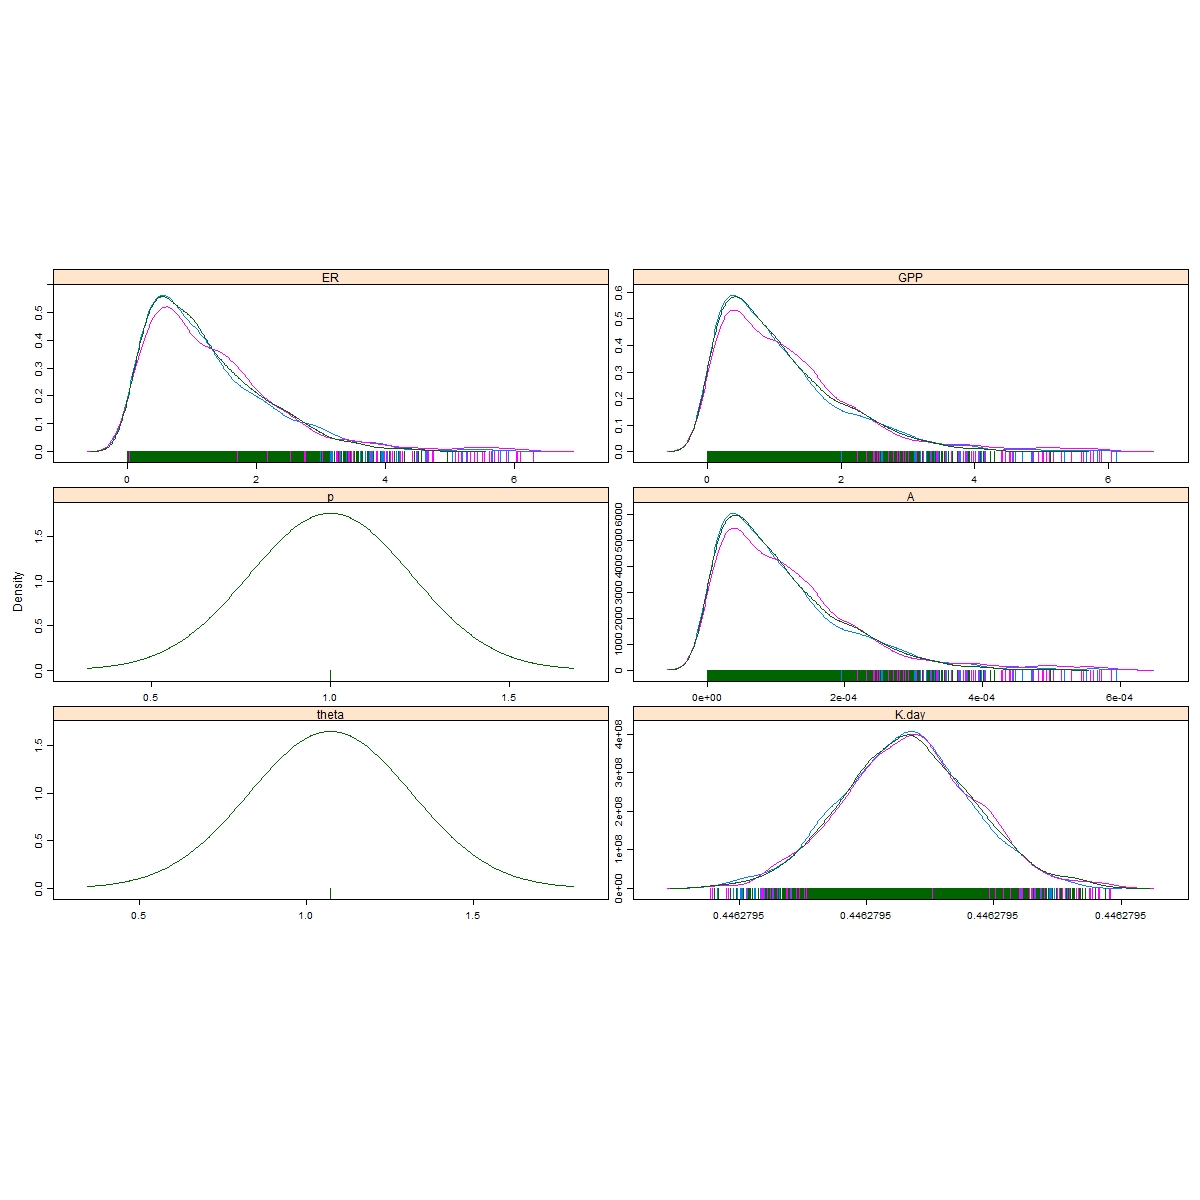 ER
0.0 0.1 0.2 0.3 0.4 0.5
0 2 4 6
GPP
0.0 0.1 0.2 0.3 0.4 0.5 0.6
0 2 4 6
Density
p
0.0 0.5 1.0 1.5
0.5 1.0 1.5
A
0 1000 2000 3000 4000 5000 6000
0e+00 2e-04 4e-04 6e-04
theta
0.0 0.5 1.0 1.5
0.5 1.0 1.5
K.day
0e+00 1e+08 2e+08 3e+08 4e+08
0.4462795 0.4462795 0.4462795 0.4462795